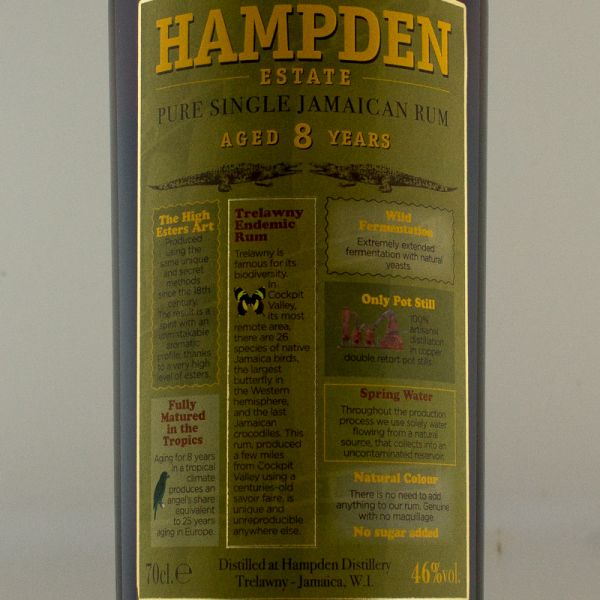 HAMPDEN
ESTATE
PURE SINGLE JAMAICAN RUM
AGED 8 YEARS
The High
Esters Art
Produced
using the
same unique
and secret
methods
since the 18th
century.
The result is a
spirit with an
unmistakable
aromatic
profile, thanks
to a very high
level of esters.
Fully
Matured
in the
Tropics
Aging for 8 years
in a tropical
climate
produces an
angel's share
equivalent
to 25 years
aging in Europe.
Trelawny
Endemic
Rum
Trelawny is
famous for its
biodiversity.
In
Cockpit
Valley,
its most
remote area,
there are 26
species of native
Jamaica birds,
the largest
butterfly in
the Western
hemisphere,
and the last
Jamaican
crocodiles. This
rum, produced
a few miles
from Cockpit
Valley using a
centuries-old
savoir faire, is
unique and
unreproducible
anywhere else.
Wild
Fermentation
Extremely extended
fermentation with natural
yeasts.
Only Pot Still
100%
artisanal
distillation
in copper
double retort pot stills.
Spring Water
Throughout the production
process we use solely water
flowing from a natural
source, that collects into an
uncontaminated reservoir.
Natural Colour
There is no need to add
anything to our rum. Genuine
with no maquillage.
No sugar added
70cl.℮
Distilled at Hampden Distillery
Trelawny - Jamaica, W.I.
46%vol.